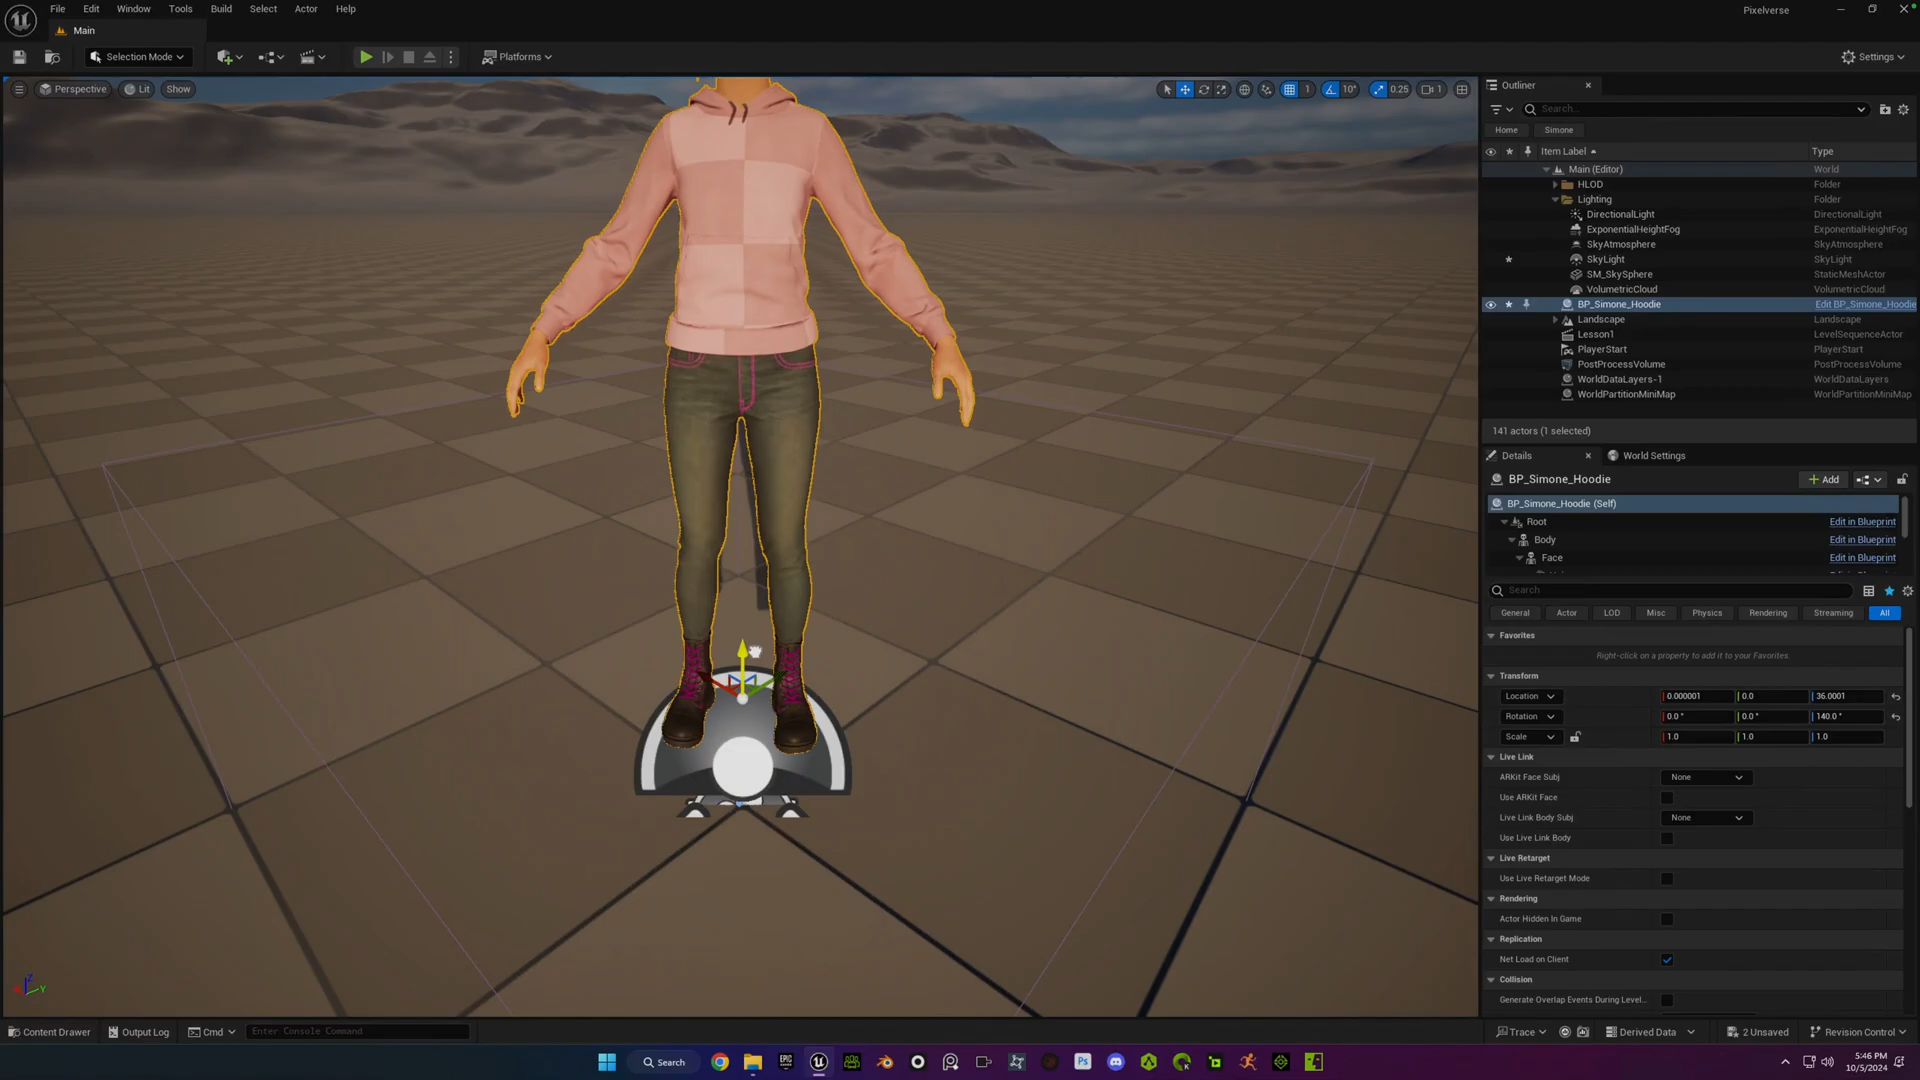 File Edit Window Tools Build Select Actor Help
Pixelverse
Main
Selection Mode
Platforms
Settings
Perspective
Lit
Show
1
10°
0.25
1
Outliner
Search...
Home
Simone
Item Label
Type
Main (Editor)
World
HLOD
Folder
Lighting
Folder
DirectionalLight
DirectionalLight
ExponentialHeightFog
ExponentialHeightFog
SkyAtmosphere
SkyAtmosphere
SkyLight
SkyLight
SM_SkySphere
StaticMeshActor
VolumetricCloud
VolumetricCloud
BP_Simone_Hoodie
Edit BP_Simone_Hoodie
Landscape
Landscape
Lesson1
LevelSequenceActor
PlayerStart
PlayerStart
PostProcessVolume
PostProcessVolume
WorldDataLayers-1
WorldDataLayers
WorldPartitionMiniMap
WorldPartitionMiniMap
141 actors (1 selected)
Details
World Settings
BP_Simone_Hoodie
Add
BP_Simone_Hoodie (Self)
Root
Edit in Blueprint
Body
Edit in Blueprint
Face
Edit in Blueprint
Search
General
Actor
LOD
Misc
Physics
Rendering
Streaming
All
Favorites
Right-click on a property to add it to your Favorites.
Transform
Location
0.000001
0.0
36.0001
Rotation
0.0 °
0.0 °
140.0 °
Scale
1.0
1.0
1.0
Live Link
ARKit Face Subj
None
Use ARKit Face
Live Link Body Subj
None
Use Live Link Body
Live Retarget
Use Live Retarget Mode
Rendering
Actor Hidden In Game
Replication
Net Load on Client
Collision
Generate Overlap Events During Level...
Z
Y
Content Drawer
Output Log
Cmd
Enter Console Command
Trace
Derived Data
2 Unsaved
Revision Control
Search
EPIC
Ps
5:46 PM
10/5/2024